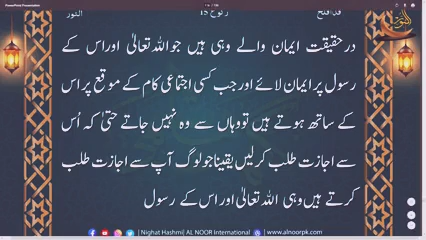 PowerPoint Presentation
النور
رکوع 15
قد افلح
در حقیقت ایمان والے وہی ہیں جو اللہ تعالیٰ اور اس کے
رسول پر ایمان لائے اور جب کسی اجتماعی کام کے موقع پر اس
کے ساتھ ہوتے ہیں تو وہاں سے وہ نہیں جاتے حتیٰ کہ اُس
سے اجازت طلب کر لیں یقینا جو لوگ آپ سے اجازت طلب
کرتے ہیں وہی اللہ تعالیٰ اور اس کے رسول
| Nighat Hashmi| AL NOOR International | www.alnoorpk.com